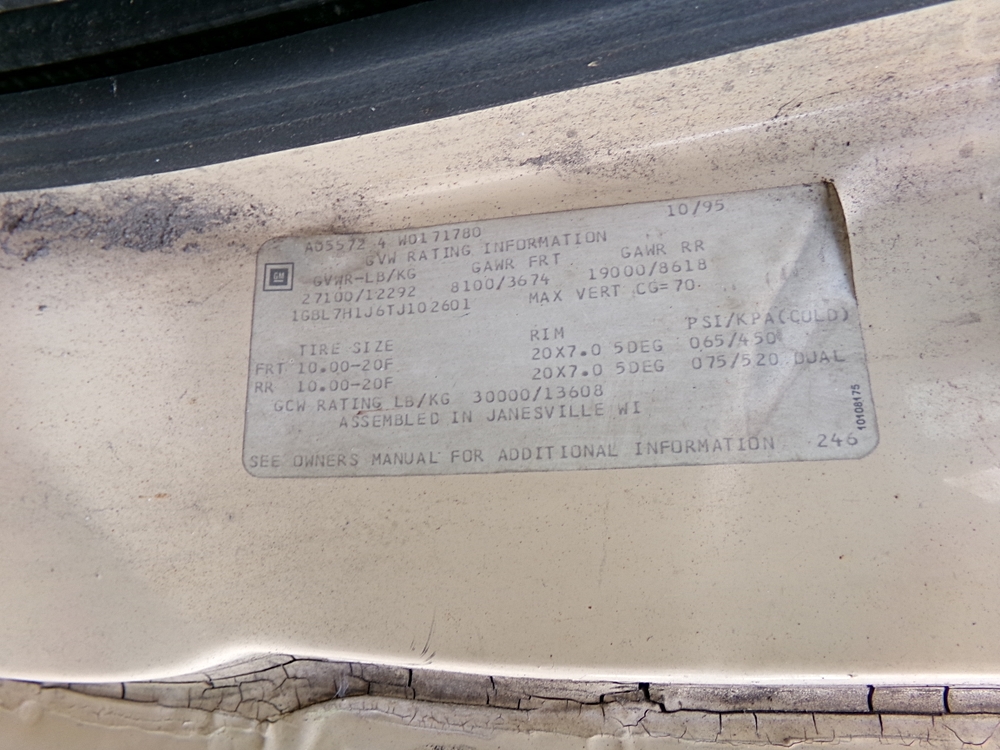 10/95
A05572 4 W0171780
GVW RATING INFORMATION
GM
GVWR-LB/KG GAWR FRT GAWR RR
27100/12292 8100/3674 19000/8618
1GBL7H1J6TJ102601 MAX VERT CG=70.
TIRE SIZE RIM PSI/KPA(COLD)
FRT 10.00-20F 20X7.0 5DEG 065/450
RR 10.00-20F 20X7.0 5DEG 075/520 DUAL
GCW RATING LB/KG 30000/13608
ASSEMBLED IN JANESVILLE WI
SEE OWNERS MANUAL FOR ADDITIONAL INFORMATION 246
10108175